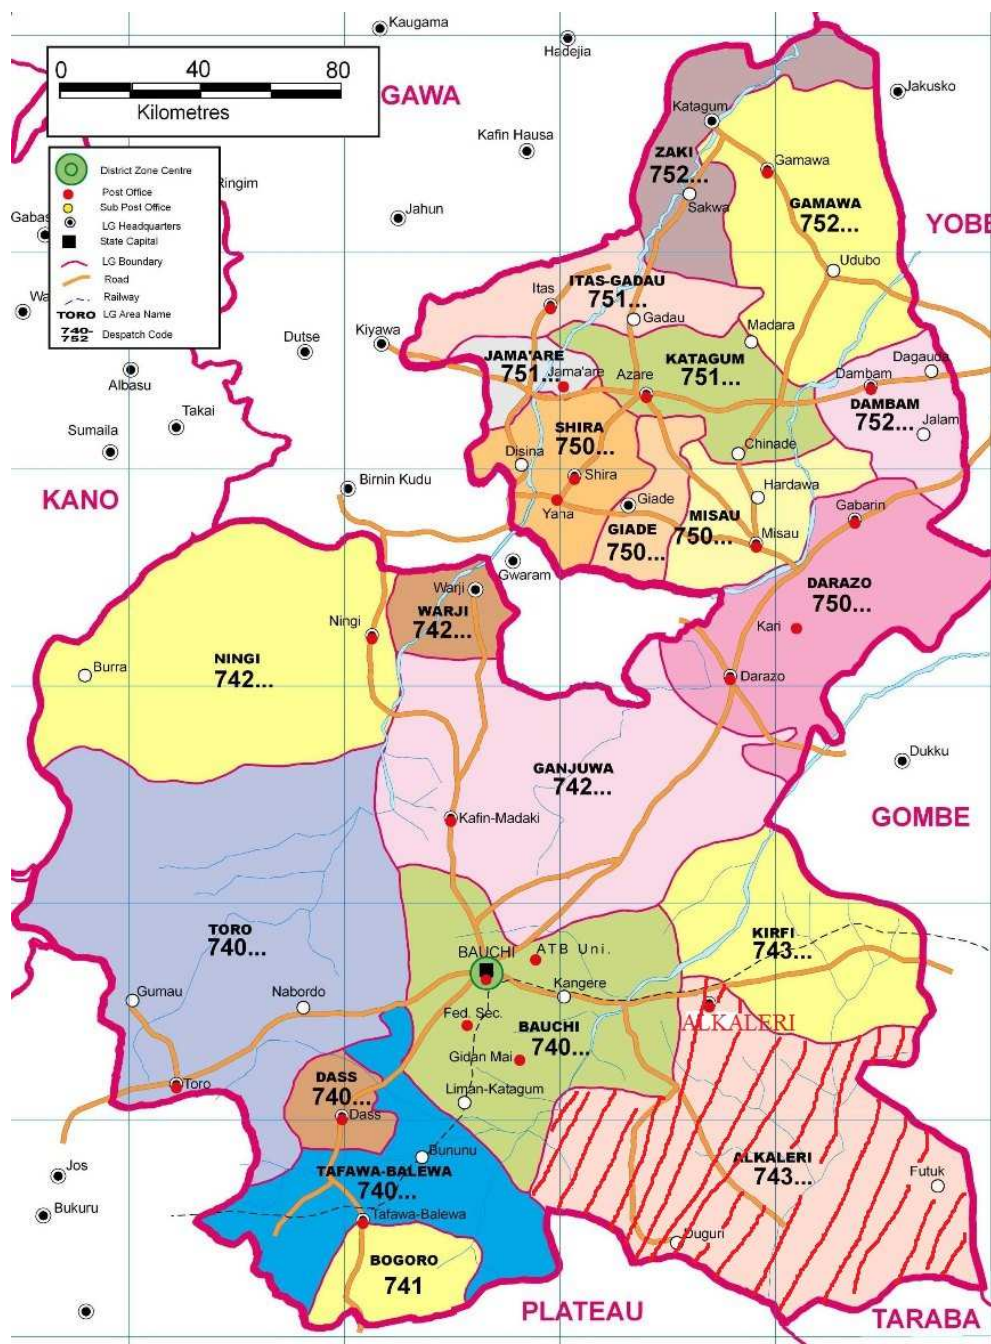 Kaugama
Hadejia
0 40 80
Kilometres
GAWA
Jakusko
Katagum
Kafin Hausa
ZAKI
752...
Gamawa
District Zone Centre
Post Office
Sub Post Office
LG Headquarters
State Capital
LG Boundary
Road
Railway
TORO LG Area Name
740-
752 Despatch Code
Ringim
Gabas
Jahun
Sakwa
GAMAWA
752...
YOBE
Udubo
Wa
ITAS-GADAU
751...
Itas
Gadau
Madara
Kiyawa
Dutse
JAMA'ARE
751...
Jama'are
KATAGUM
751...
Azare
Dagauda
Dambam
DAMBAM
752...
Albasu
Takai
Sumaila
SHIRA
750...
Jalam
Disina
Chinade
Shira
Birnin Kudu
KANO
Hardawa
Yana
Giade
GIADE
750...
MISAU
750...
Misau
Gabarin
Gwaram
Warji
WARJI
742...
DARAZO
750...
Ningi
Kari
NINGI
742...
Burra
Darazo
GANJUWA
742...
Dukku
Kafin-Madaki
GOMBE
TORO
740...
BAUCHI
ATB Uni.
KIRFI
743...
Gumau
Nabordo
Kangere
Fed. Sec.
ALKALERI
BAUCHI
740...
Gidan Mai
Toro
DASS
740...
Liman-Katagum
Dass
Jos
Bununu
TAFAWA-BALEWA
740...
ALKALERI
743...
Futuk
Bukuru
Tafawa-Balewa
Duguri
BOGORO
741
PLATEAU
TARABA